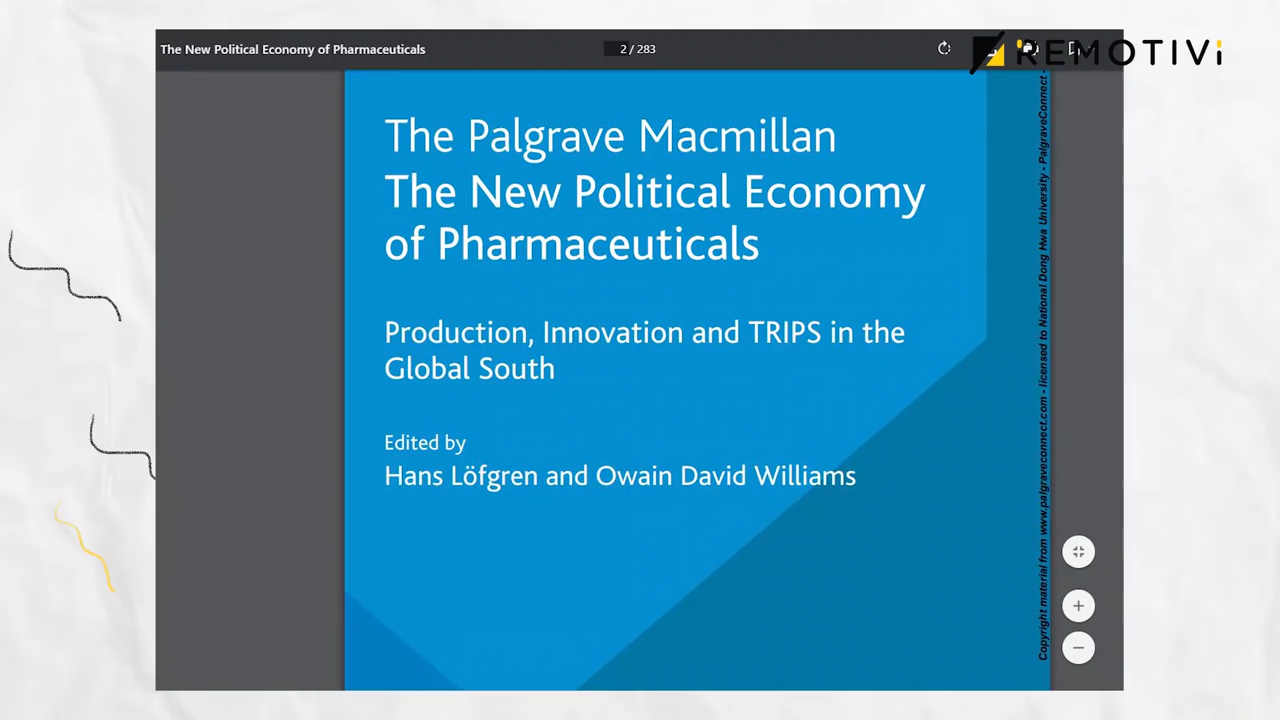 The New Political Economy of Pharmaceuticals
2 / 283
REMOTIVi
The Palgrave Macmillan
The New Political Economy
of Pharmaceuticals
Production, Innovation and TRIPS in the
Global South
Edited by
Hans Löfgren and Owain David Williams
Copyright material from www.palgraveconnect.com - licensed to National Dong Hwa University - PalgraveConnect -